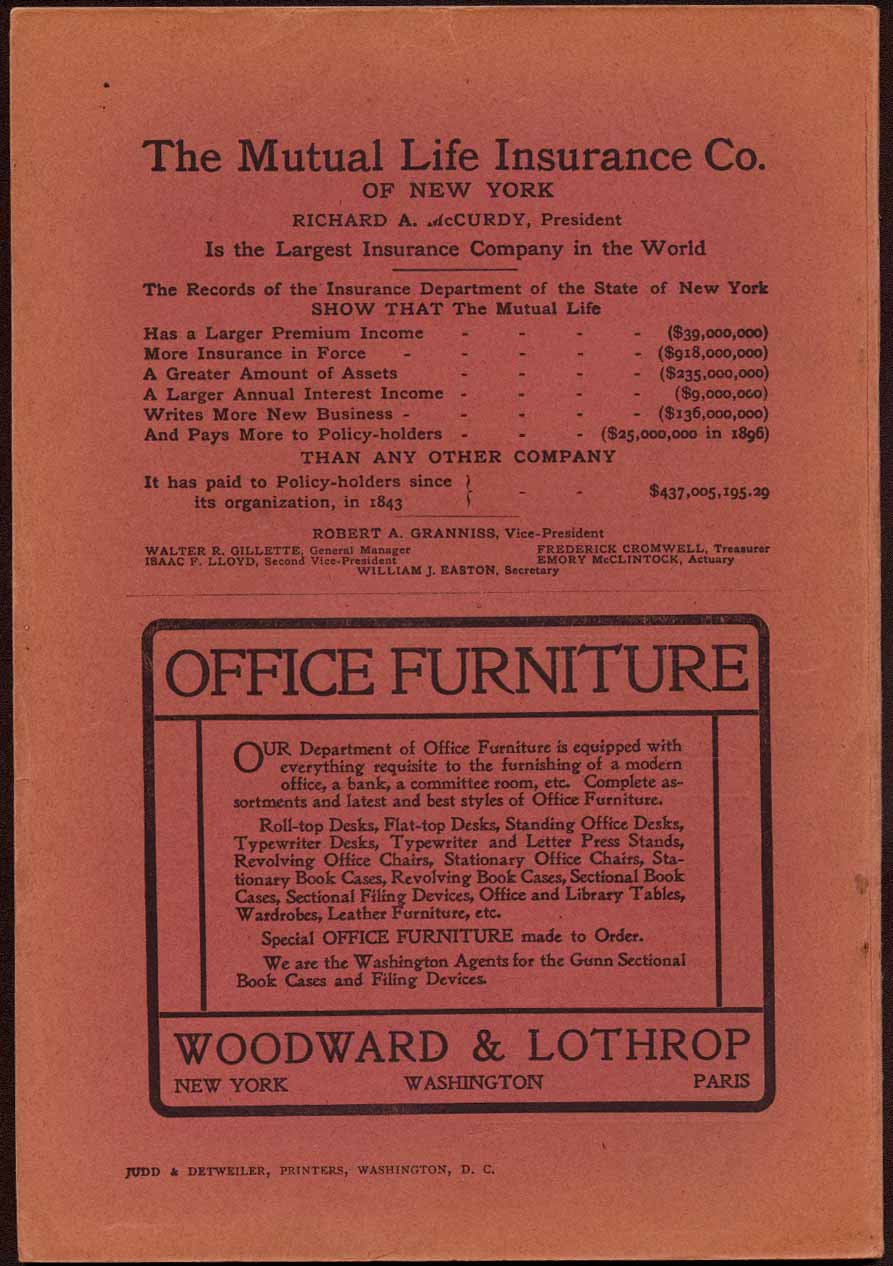 The Mutual Life Insurance Co.
OF NEW YORK
RICHARD A. McCURDY, President
Is the Largest Insurance Company in the World
The Records of the Insurance Department of the State of New York
SHOW THAT The Mutual Life
Has a Larger Premium Income - - - - ($39,000,000)
More Insurance in Force - - - - - ($918,000,000)
A Greater Amount of Assets - - - - ($235,000,000)
A Larger Annual Interest Income - - - - ($9,000,000)
Writes More New Business - - - - - ($136,000,000)
And Pays More to Policy-holders - - - ($25,000,000 in 1896)
THAN ANY OTHER COMPANY
It has paid to Policy-holders since
its organization, in 1843 } - - $437,005,195.29
ROBERT A. GRANNISS, Vice-President
WALTER R. GILLETTE, General Manager FREDERICK CROMWELL, Treasurer
ISAAC F. LLOYD, Second Vice-President EMORY McCLINTOCK, Actuary
WILLIAM J. EASTON, Secretary
OFFICE FURNITURE
OUR Department of Office Furniture is equipped with
everything requisite to the furnishing of a modern
office, a bank, a committee room, etc. Complete as-
sortments and latest and best styles of Office Furniture.
Roll-top Desks, Flat-top Desks, Standing Office Desks,
Typewriter Desks, Typewriter and Letter Press Stands,
Revolving Office Chairs, Stationary Office Chairs, Sta-
tionary Book Cases, Revolving Book Cases, Sectional Book
Cases, Sectional Filing Devices, Office and Library Tables,
Wardrobes, Leather Furniture, etc.
Special OFFICE FURNITURE made to Order.
We are the Washington Agents for the Gunn Sectional
Book Cases and Filing Devices.
WOODWARD & LOTHROP
NEW YORK WASHINGTON PARIS
JUDD & DETWEILER, PRINTERS, WASHINGTON, D. C.